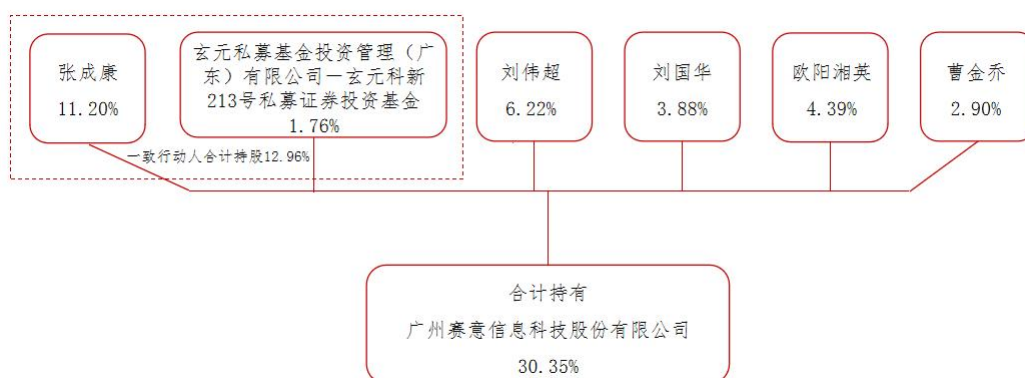 张成康
11.20%
玄元私募基金投资管理（广
东）有限公司－玄元科新
213号私募证券投资基金
1.76%
刘伟超
6.22%
刘国华
3.88%
欧阳湘英
4.39%
曹金乔
2.90%
一致行动人合计持股12.96%
合计持有
广州赛意信息科技股份有限公司
30.35%